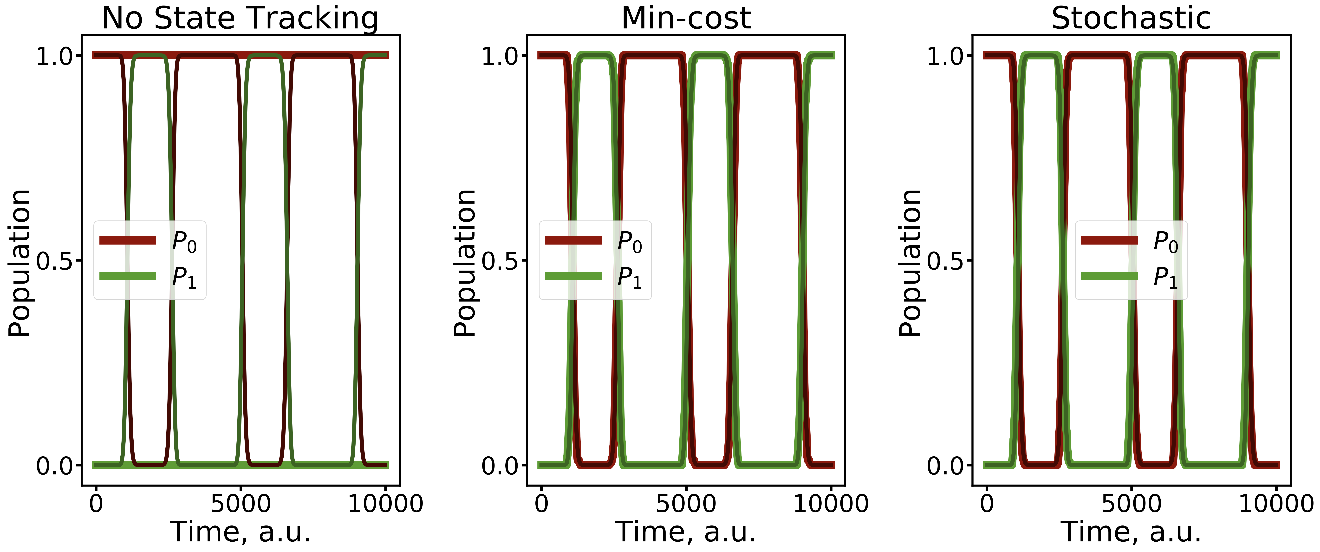 No State Tracking
1.0
0.5
0.0
Population
P0
P1
0
5000
10000
Time, a.u.
Min-cost
1.0
0.5
0.0
Population
P0
P1
0
5000
10000
Time, a.u.
Stochastic
1.0
0.5
0.0
Population
P0
P1
0
5000
10000
Time, a.u.